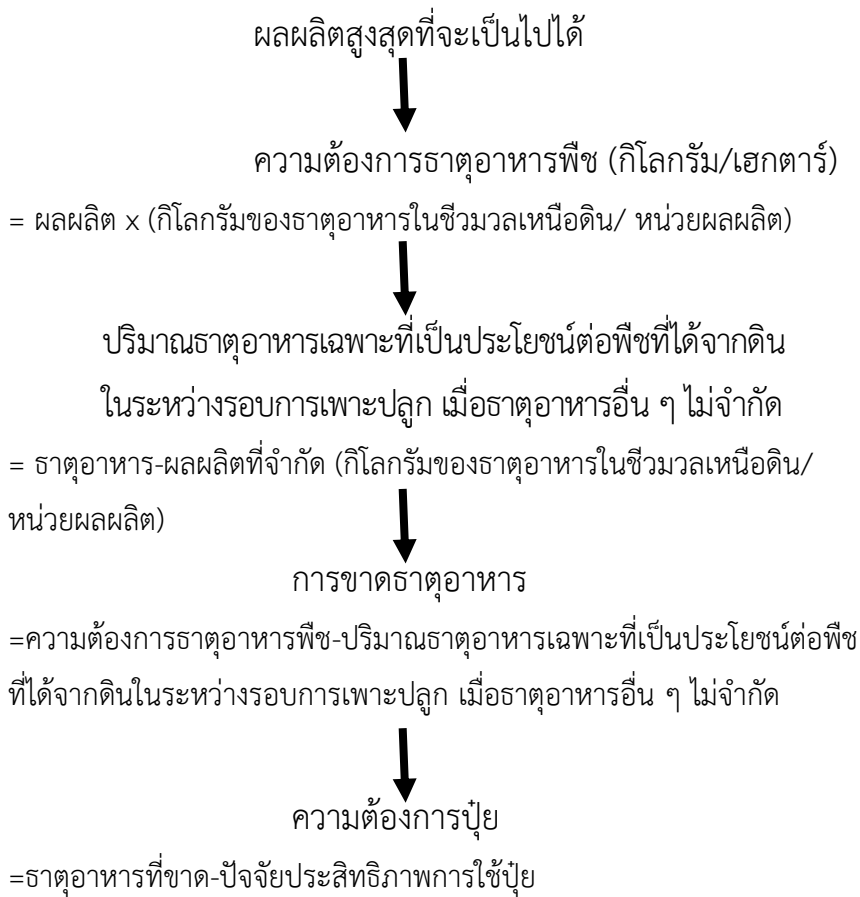 ผลผลิตสูงสุดที่จะเป็นไปได้
ความต้องการธาตุอาหารพืช (กิโลกรัม/เฮกตาร์)
= ผลผลิต x (กิโลกรัมของธาตุอาหารในชีวมวลเหนือดิน/ หน่วยผลผลิต)
ปริมาณธาตุอาหารเฉพาะที่เป็นประโยชน์ต่อพืชที่ได้จากดิน
ในระหว่างรอบการเพาะปลูก เมื่อธาตุอาหารอื่น ๆ ไม่จำกัด
= ธาตุอาหาร-ผลผลิตที่จำกัด (กิโลกรัมของธาตุอาหารในชีวมวลเหนือดิน/
หน่วยผลผลิต)
การขาดธาตุอาหาร
=ความต้องการธาตุอาหารพืช-ปริมาณธาตุอาหารเฉพาะที่เป็นประโยชน์ต่อพืช
ที่ได้จากดินในระหว่างรอบการเพาะปลูก เมื่อธาตุอาหารอื่น ๆ ไม่จำกัด
ความต้องการปุ๋ย
=ธาตุอาหารที่ขาด-ปัจจัยประสิทธิภาพการใช้ปุ๋ย